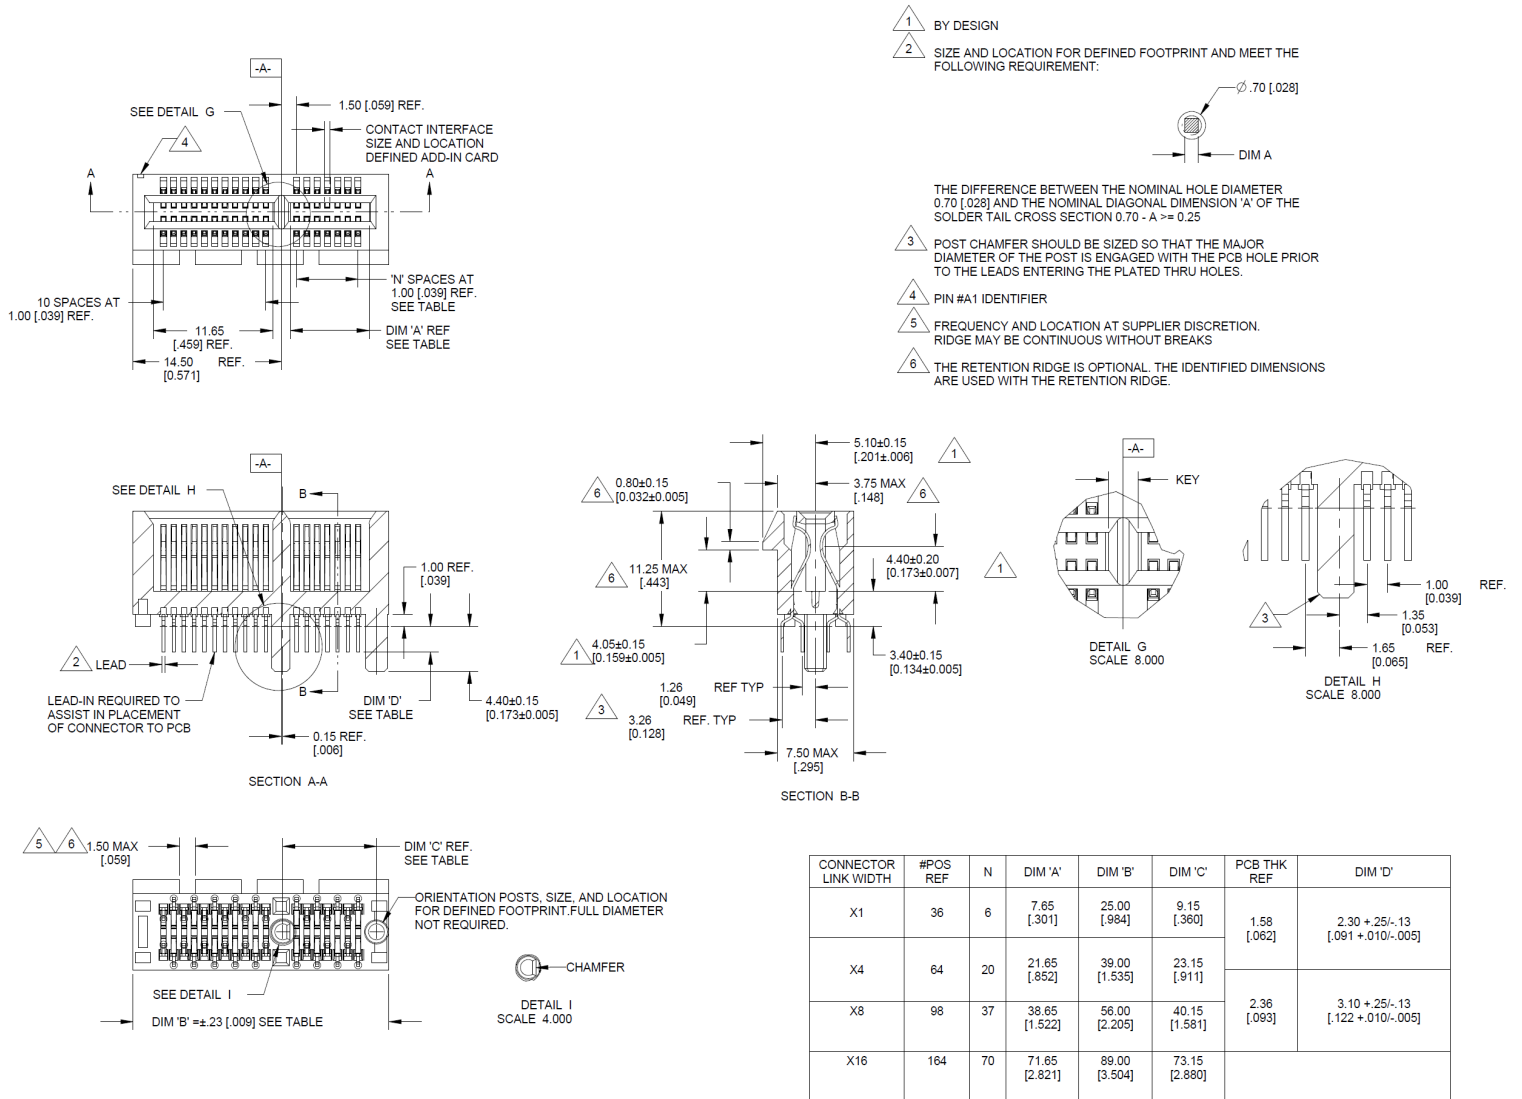 1 BY DESIGN
2 SIZE AND LOCATION FOR DEFINED FOOTPRINT AND MEET THE
FOLLOWING REQUIREMENT:
Ø .70 [.028]
DIM A
THE DIFFERENCE BETWEEN THE NOMINAL HOLE DIAMETER
0.70 [.028] AND THE NOMINAL DIAGONAL DIMENSION 'A' OF THE
SOLDER TAIL CROSS SECTION 0.70 - A >= 0.25
3 POST CHAMFER SHOULD BE SIZED SO THAT THE MAJOR
DIAMETER OF THE POST IS ENGAGED WITH THE PCB HOLE PRIOR
TO THE LEADS ENTERING THE PLATED THRU HOLES.
4 PIN #A1 IDENTIFIER
5 FREQUENCY AND LOCATION AT SUPPLIER DISCRETION.
RIDGE MAY BE CONTINUOUS WITHOUT BREAKS
6 THE RETENTION RIDGE IS OPTIONAL. THE IDENTIFIED DIMENSIONS
ARE USED WITH THE RETENTION RIDGE.
-A-
1.50 [.059] REF.
SEE DETAIL G
CONTACT INTERFACE
SIZE AND LOCATION
DEFINED ADD-IN CARD
4
A
A
'N' SPACES AT
1.00 [.039] REF.
SEE TABLE
10 SPACES AT
1.00 [.039] REF.
11.65
[.459] REF.
DIM 'A' REF
SEE TABLE
14.50 REF.
[0.571]
-A-
SEE DETAIL H
B
1.00 REF.
[.039]
2 LEAD
LEAD-IN REQUIRED TO
ASSIST IN PLACEMENT
OF CONNECTOR TO PCB
B
DIM 'D'
SEE TABLE
4.40±0.15
[0.173±0.005]
0.15 REF.
[.006]
SECTION A-A
5.10±0.15
[.201±.006]
1
6 0.80±0.15
[0.032±0.005]
3.75 MAX
[.148]
6
6 11.25 MAX
[.443]
4.40±0.20
[0.173±0.007]
1
1 4.05±0.15
[0.159±0.005]
3.40±0.15
[0.134±0.005]
1.26 REF TYP
[0.049]
3 3.26 REF. TYP
[0.128]
7.50 MAX
[.295]
SECTION B-B
-A-
KEY
DETAIL G
SCALE 8.000
1.00 REF.
[0.039]
3
1.35
[0.053]
1.65 REF.
[0.065]
DETAIL H
SCALE 8.000
5 6 1.50 MAX
[.059]
DIM 'C' REF.
SEE TABLE
ORIENTATION POSTS, SIZE, AND LOCATION
FOR DEFINED FOOTPRINT.FULL DIAMETER
NOT REQUIRED.
SEE DETAIL I
DIM 'B' =±.23 [.009] SEE TABLE
CHAMFER
DETAIL I
SCALE 4.000
CONNECTOR LINK WIDTH #POS REF N DIM 'A' DIM 'B' DIM 'C' PCB THK REF DIM 'D'
X1 36 6 7.65 [.301] 25.00 [.984] 9.15 [.360]
1.58 [.062] 2.30 +.25/-.13 [.091 +.010/-.005]
X4 64 20 21.65 [.852] 39.00 [1.535] 23.15 [.911]
2.36 [.093] 3.10 +.25/-.13 [.122 +.010/-.005]
X8 98 37 38.65 [1.522] 56.00 [2.205] 40.15 [1.581]
X16 164 70 71.65 [2.821] 89.00 [3.504] 73.15 [2.880]